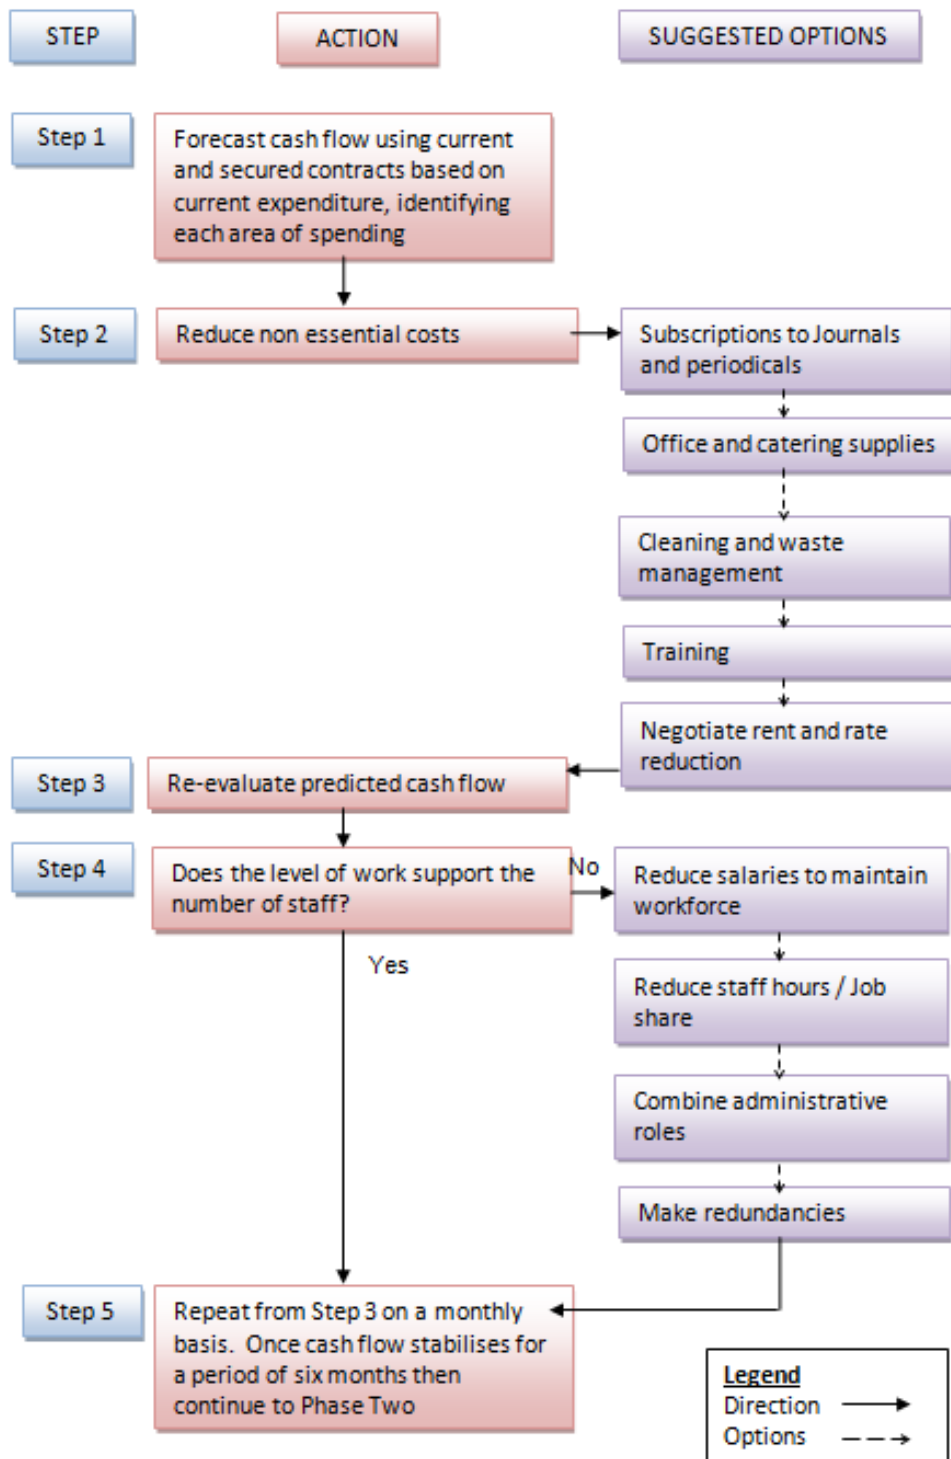 STEP
ACTION
SUGGESTED OPTIONS
Step 1
Forecast cash flow using current
and secured contracts based on
current expenditure, identifying
each area of spending
Step 2
Reduce non essential costs
Subscriptions to Journals
and periodicals
Office and catering supplies
Cleaning and waste
management
Training
Negotiate rent and rate
reduction
Step 3
Re-evaluate predicted cash flow
Step 4
Does the level of work support the
number of staff?
No
Reduce salaries to maintain
workforce
Yes
Reduce staff hours / Job
share
Combine administrative
roles
Make redundancies
Step 5
Repeat from Step 3 on a monthly
basis. Once cash flow stabilises for
a period of six months then
continue to Phase Two
Legend
Direction
Options